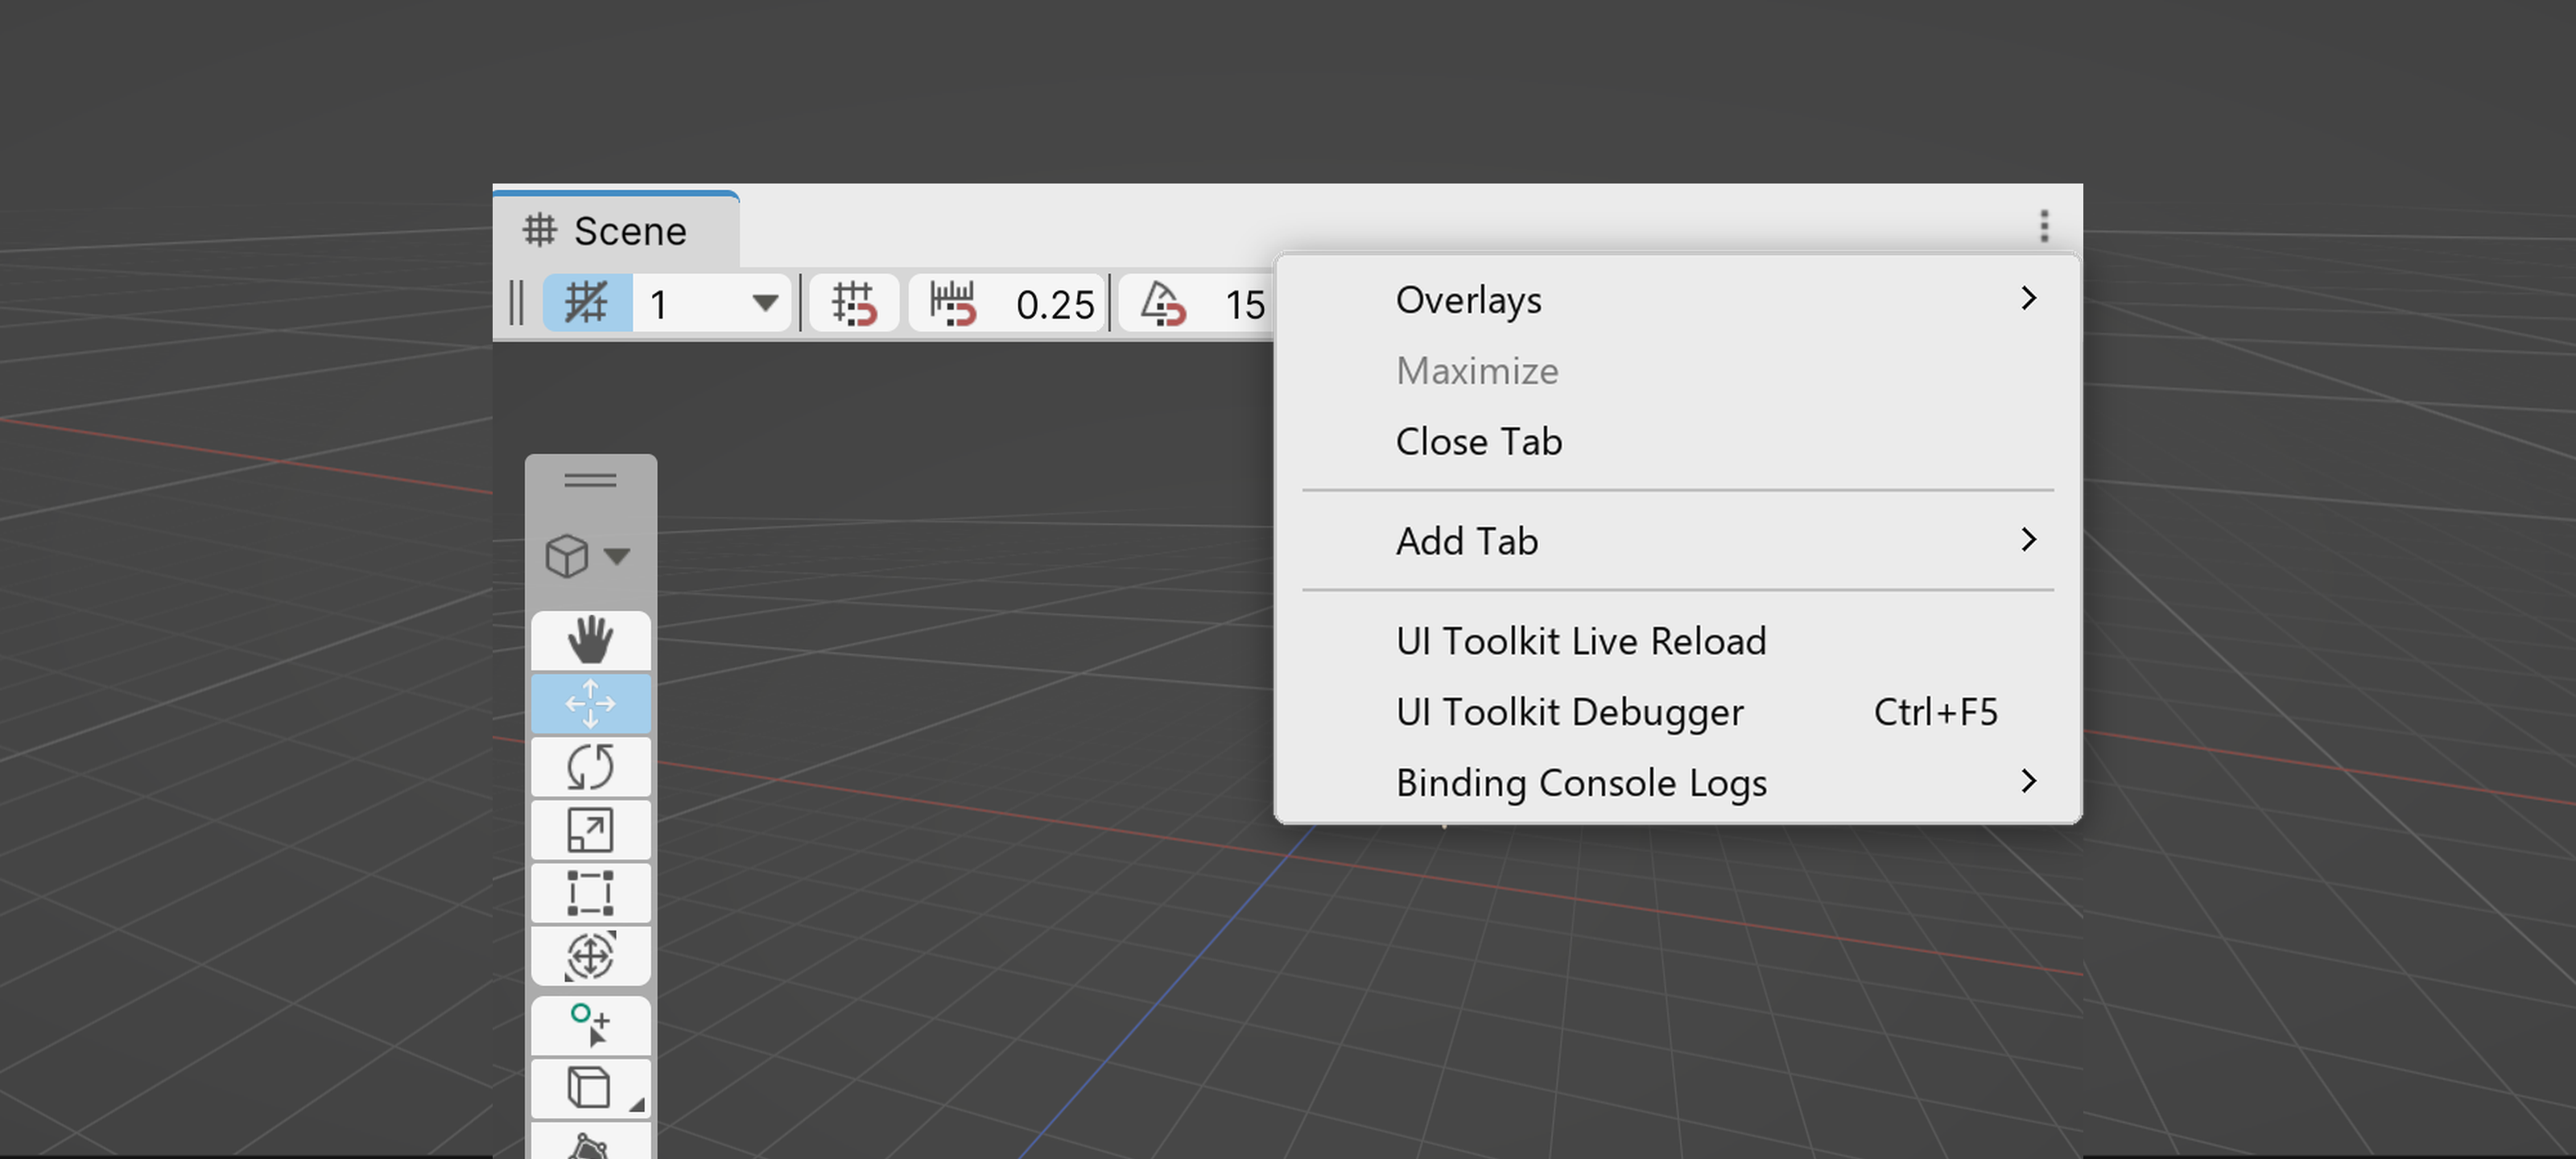 Scene
1
0.25
15
Overlays
Maximize
Close Tab
Add Tab
UI Toolkit Live Reload
UI Toolkit Debugger Ctrl+F5
Binding Console Logs